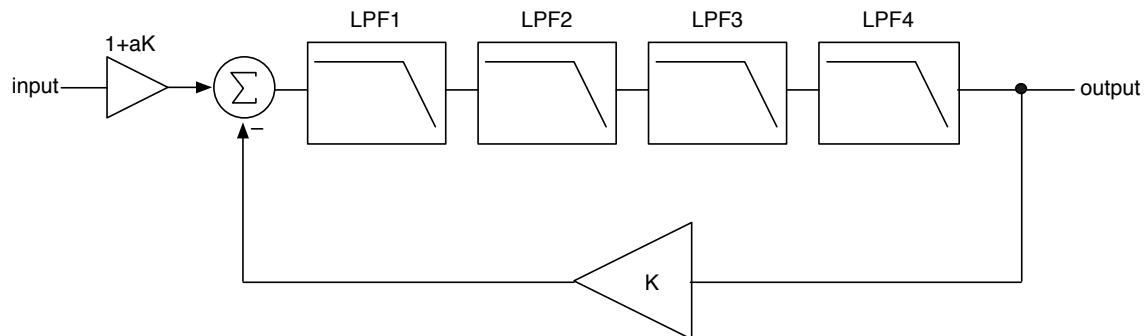 LPF1 LPF2 LPF3 LPF4
1+aK
input Σ output
–
K